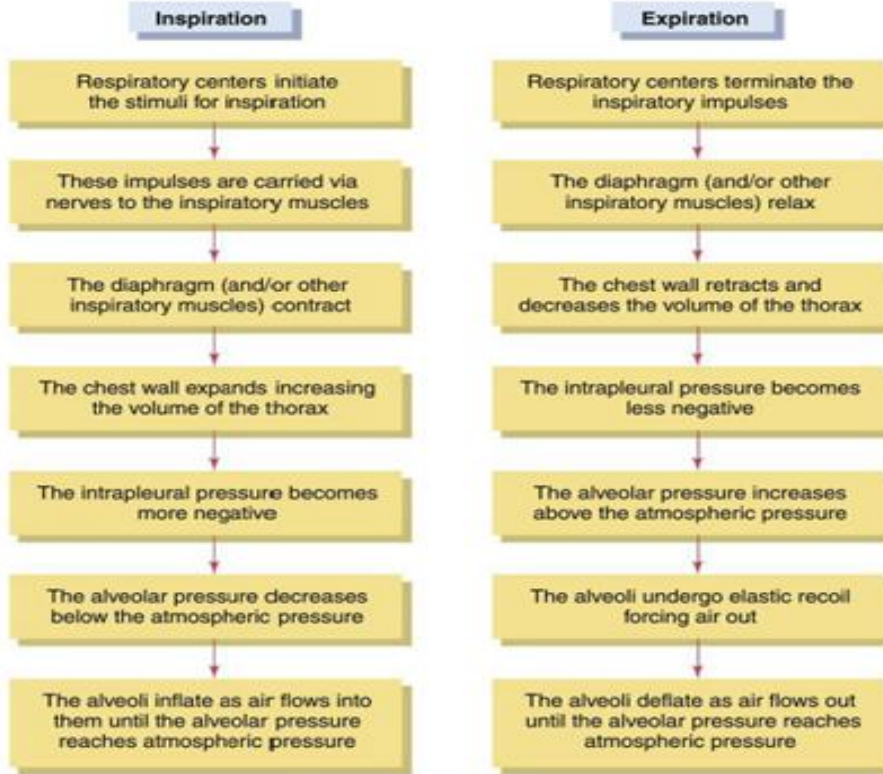 Inspiration
Respiratory centers initiate
the stimuli for inspiration
These impulses are carried via
nerves to the inspiratory muscles
The diaphragm (and/or other
inspiratory muscles) contract
The chest wall expands increasing
the volume of the thorax
The intrapleural pressure becomes
more negative
The alveolar pressure decreases
below the atmospheric pressure
The alveoli inflate as air flows into
them until the alveolar pressure
reaches atmospheric pressure
Expiration
Respiratory centers terminate the
inspiratory impulses
The diaphragm (and/or other
inspiratory muscles) relax
The chest wall retracts and
decreases the volume of the thorax
The intrapleural pressure becomes
less negative
The alveolar pressure increases
above the atmospheric pressure
The alveoli undergo elastic recoil
forcing air out
The alveoli deflate as air flows out
until the alveolar pressure reaches
atmospheric pressure